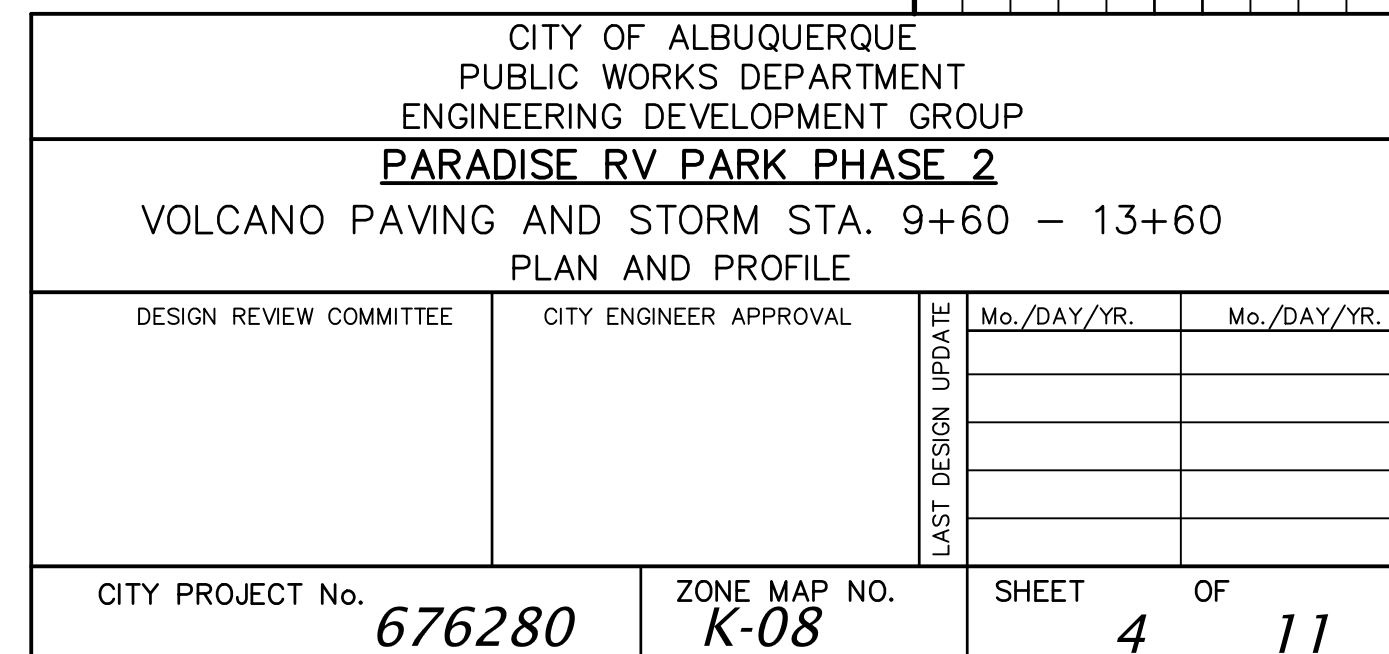 CITY OF ALBUQUERQUE
PUBLIC WORKS DEPARTMENT
ENGINEERING DEVELOPMENT GROUP
PARADISE RV PARK PHASE 2
VOLCANO PAVING AND STORM STA. 9+60 - 13+60
PLAN AND PROFILE
DESIGN REVIEW COMMITTEE
CITY ENGINEER APPROVAL
LAST DESIGN UPDATE
Mo./DAY/YR. Mo./DAY/YR.
CITY PROJECT No. 676280
ZONE MAP NO. K-08
SHEET 4 OF 11